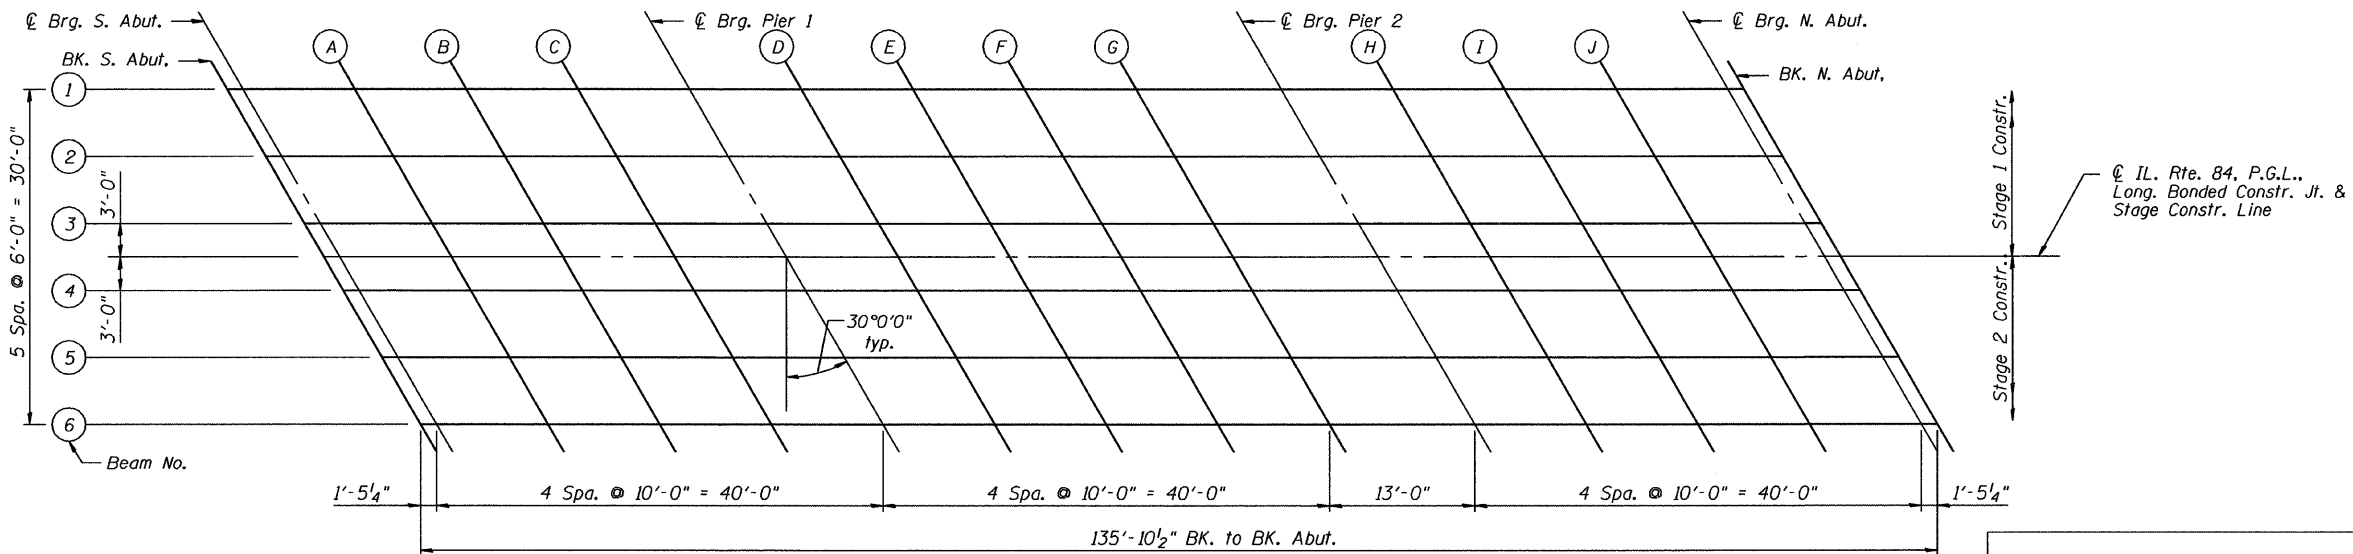 ℄ Brg. S. Abut.
BK. S. Abut.
℄ Brg. Pier 1
℄ Brg. Pier 2
℄ Brg. N. Abut.
BK. N. Abut.
A
B
C
D
E
F
G
H
I
J
1
2
3
4
5
6
5 Spa. @ 6'-0" = 30'-0"
3'-0"
3'-0"
Beam No.
30°0'0"
typ.
Stage 1 Constr.
Stage 2 Constr.
℄ IL. Rte. 84, P.G.L.,
Long. Bonded Constr. Jt. &
Stage Constr. Line
1'-5¼"
4 Spa. @ 10'-0" = 40'-0"
4 Spa. @ 10'-0" = 40'-0"
13'-0"
4 Spa. @ 10'-0" = 40'-0"
1'-5¼"
135'-10½" BK. to BK. Abut.